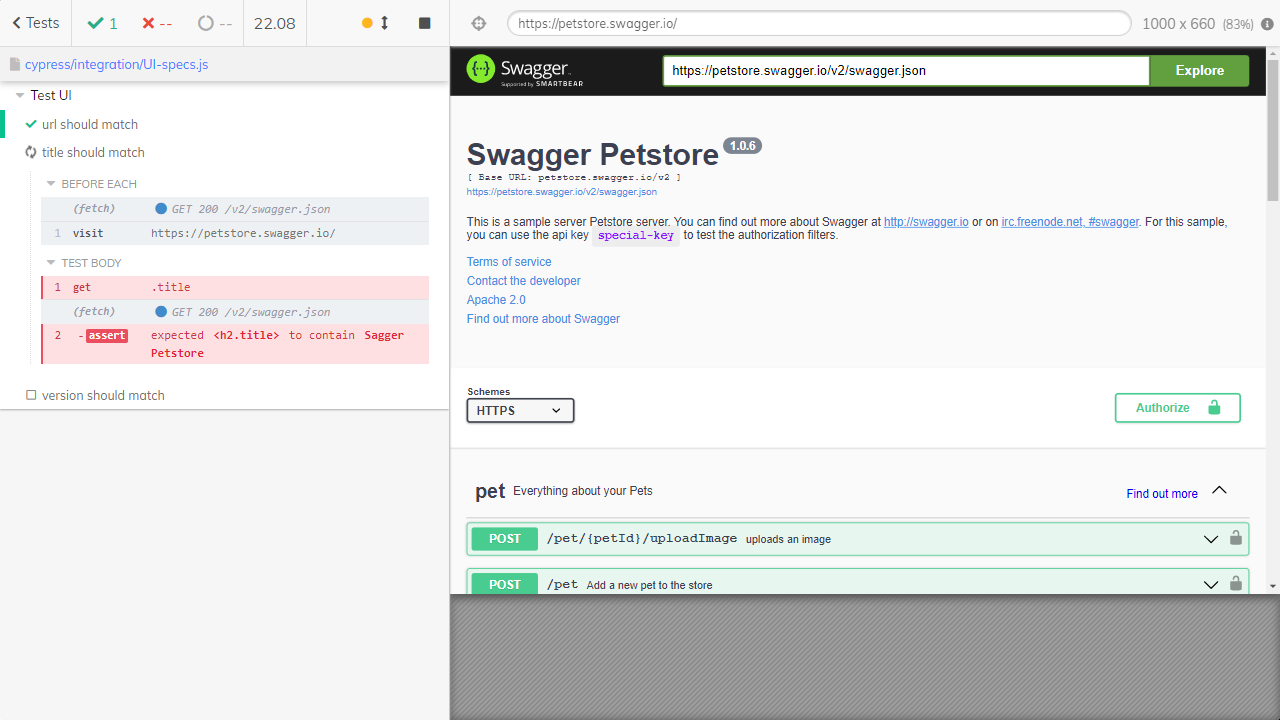 Tests 1 -- -- 22.08
https://petstore.swagger.io/ 1000 x 660 (83%)
cypress/integration/UI-specs.js
Test UI
url should match
title should match
BEFORE EACH
(fetch) GET 200 /v2/swagger.json
1 visit https://petstore.swagger.io/
TEST BODY
1 get .title
(fetch) GET 200 /v2/swagger.json
2 -assert expected <h2.title> to contain Sagger
Petstore
version should match
Swagger
Supported by SMARTBEAR
https://petstore.swagger.io/v2/swagger.json Explore
Swagger Petstore 1.0.6
[ Base URL: petstore.swagger.io/v2 ]
https://petstore.swagger.io/v2/swagger.json
This is a sample server Petstore server. You can find out more about Swagger at http://swagger.io or on irc.freenode.net, #swagger. For this sample,
you can use the api key special-key to test the authorization filters.
Terms of service
Contact the developer
Apache 2.0
Find out more about Swagger
Schemes
HTTPS Authorize
pet Everything about your Pets Find out more
POST /pet/{petId}/uploadImage uploads an image
POST /pet Add a new pet to the store